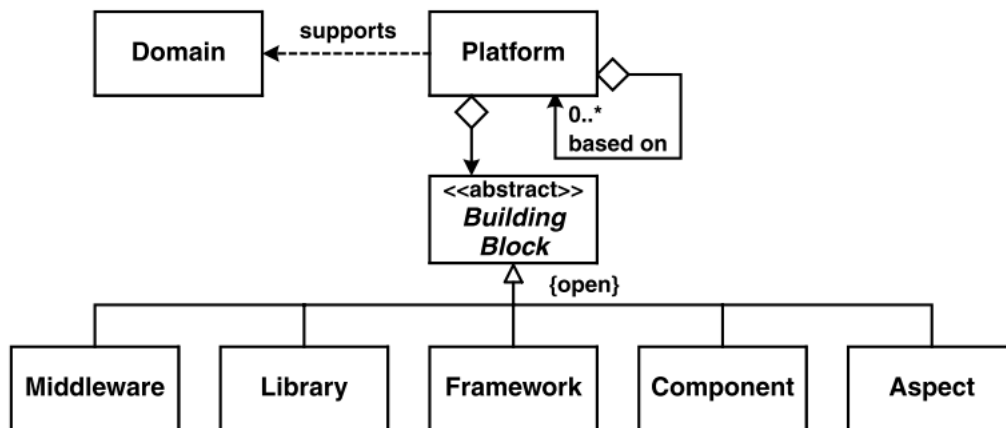 supports
Domain
Platform
0..*
based on
<<abstract>>
Building
Block
{open}
Middleware
Library
Framework
Component
Aspect